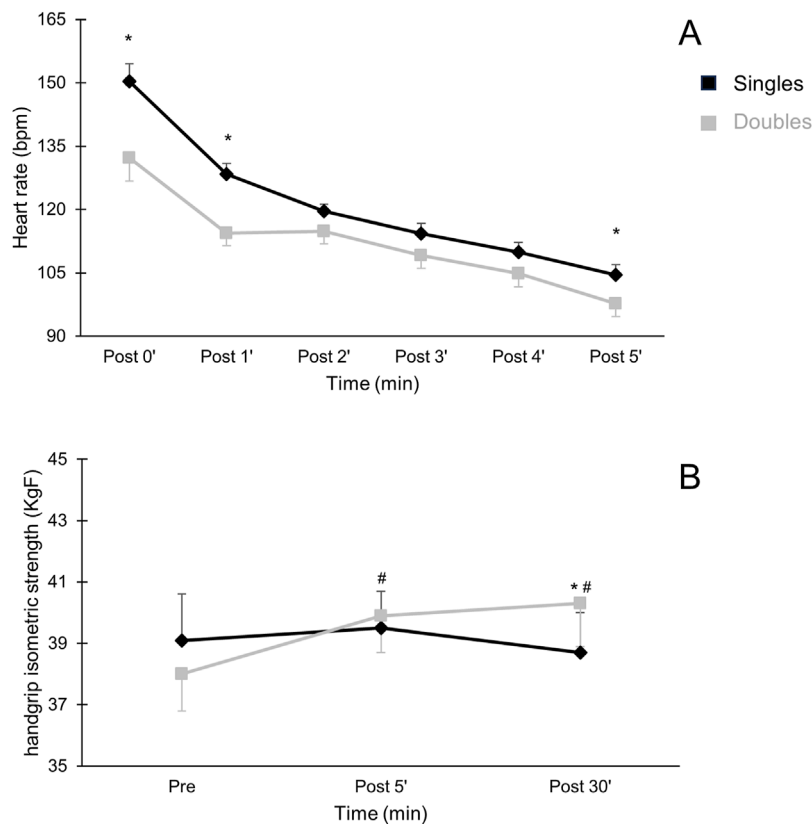 165
150
135
120
105
90
Heart rate (bpm)
*
*
*
A
Singles
Doubles
Post 0' Post 1' Post 2' Post 3' Post 4' Post 5'
Time (min)
45
43
41
39
37
35
handgrip isometric strength (KgF)
B
#
* #
Pre Post 5' Post 30'
Time (min)